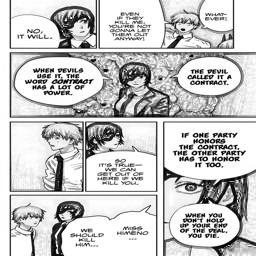 WHAT-
EVER!
EVEN
IF THEY
KILL ME,
YOU'RE NOT
GONNA LET
THEM OUT
ANYWAY!
NO,
IT WILL.
THE DEVIL
CALLED IT A
CONTRACT.
WHEN DEVILS
USE IT, THE
WORD CONTRACT
HAS A LOT OF
POWER.
IF ONE PARTY
HONORS
THE CONTRACT,
THE OTHER PARTY
HAS TO HONOR
IT TOO.
WHEN YOU
DON'T HOLD
UP YOUR END
OF THE DEAL,
YOU DIE.
SO
IT'S TRUE—
WE CAN GET
OUT OF HERE
IF WE KILL
YOU.
MISS
HIMENO
...
WE
SHOULD
KILL
HIM...